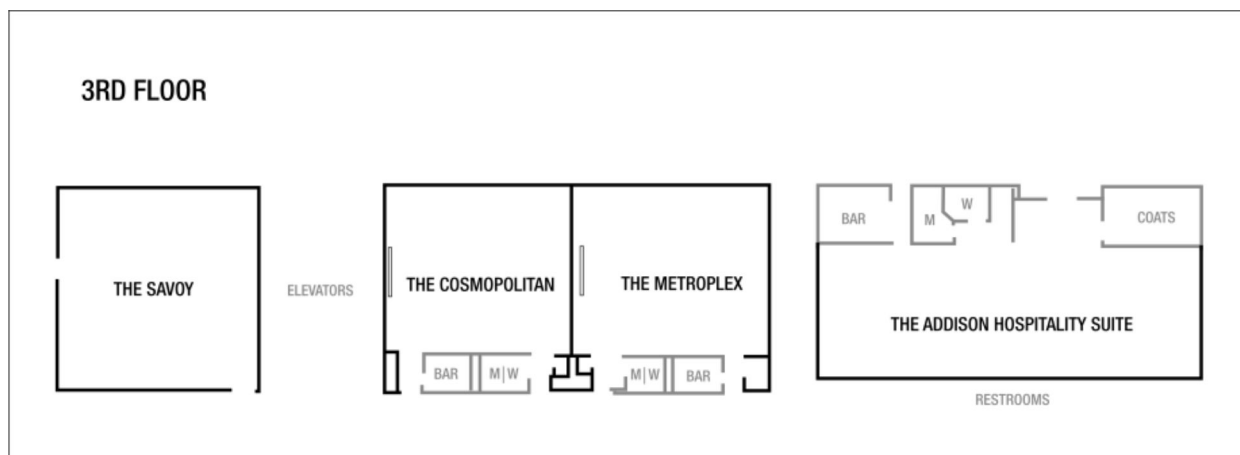 3RD FLOOR
THE SAVOY
ELEVATORS
THE COSMOPOLITAN
BAR
M|W
THE METROPLEX
M|W
BAR
BAR
M
W
COATS
THE ADDISON HOSPITALITY SUITE
RESTROOMS